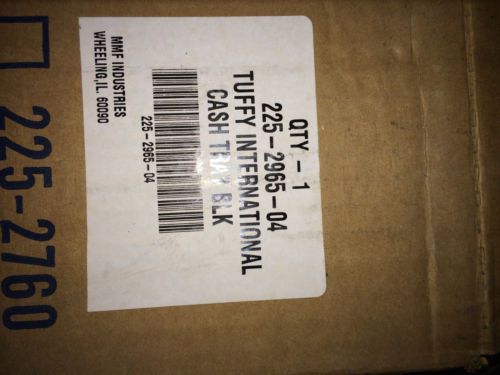 QTY - 1
225-2965-04
TUFFY INTERNATIONAL
CASH TRAY BLK
225-2965-04
MMF INDUSTRIES
WHEELING,IL. 60090
225-2760